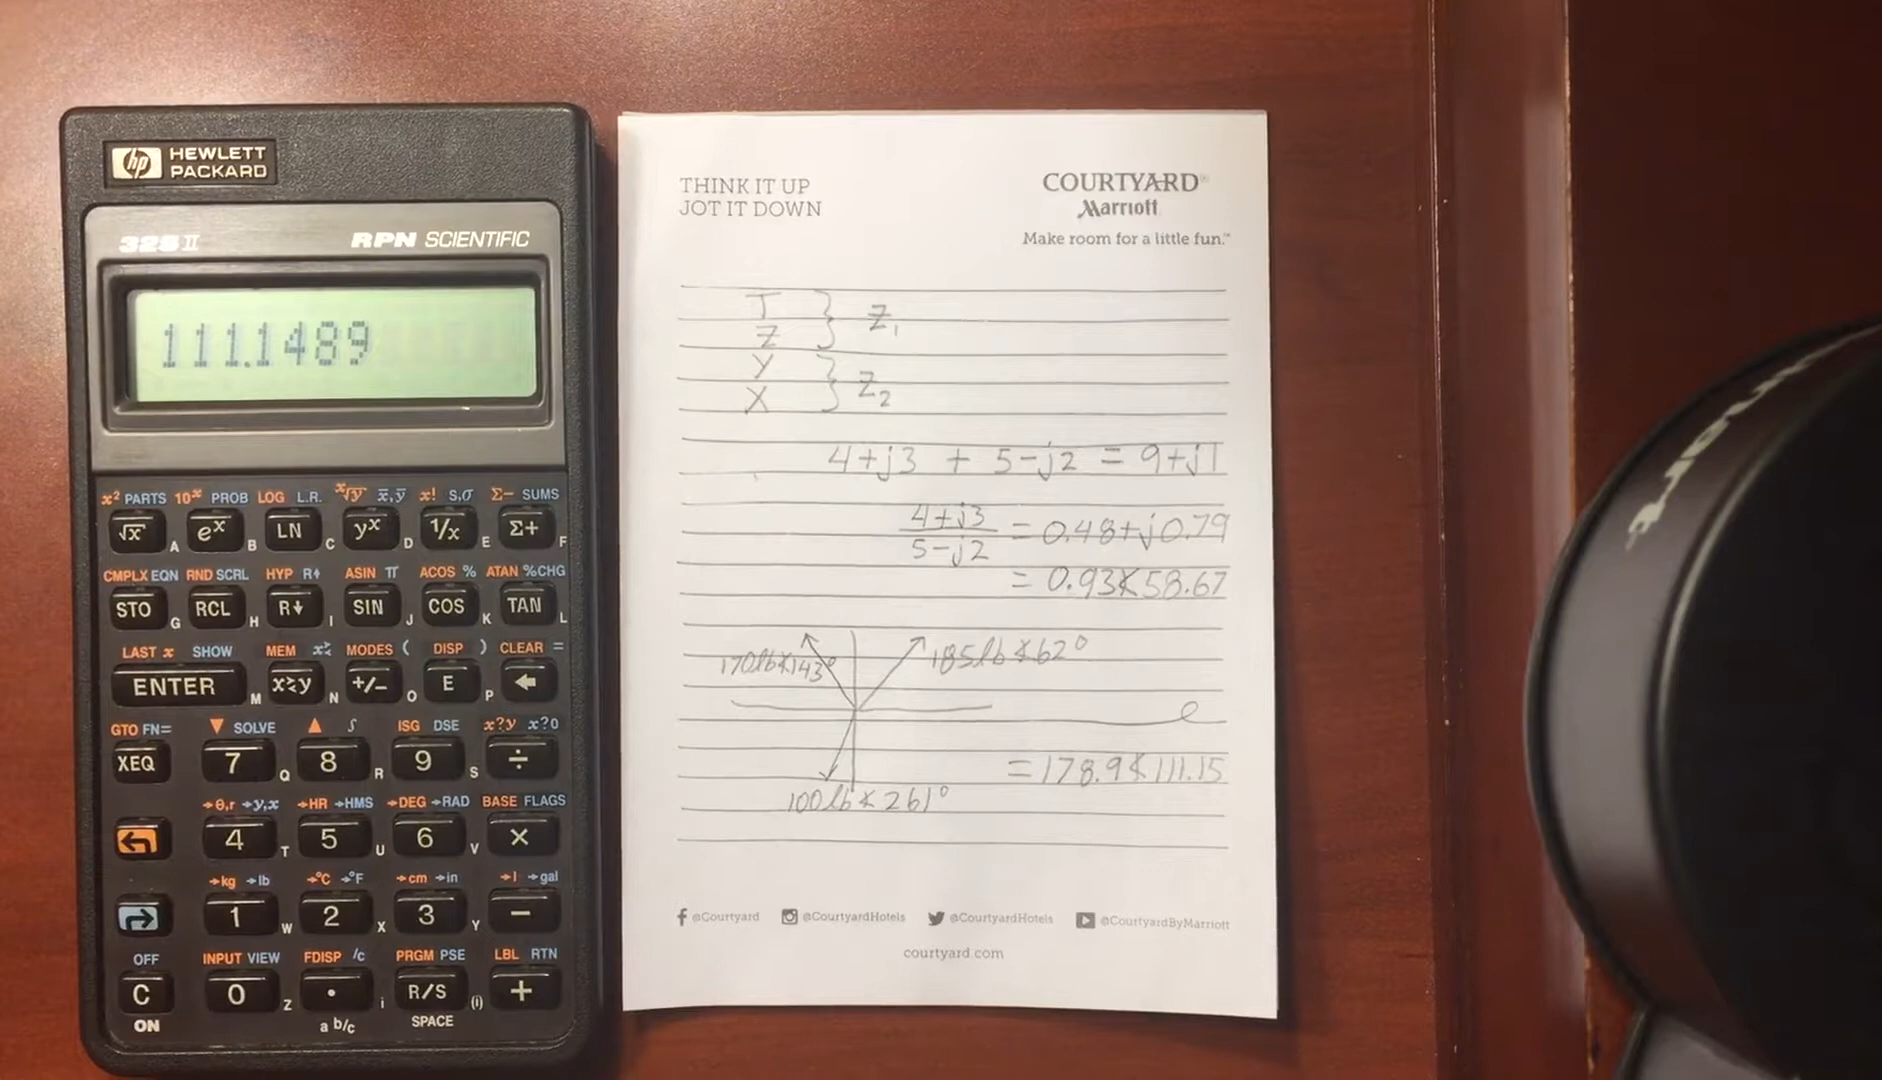 hp HEWLETT PACKARD
32SII RPN SCIENTIFIC
111.1489
x² PARTS 10ˣ PROB LOG L.R. ˣ√y x̄,ȳ x! S,σ Σ− SUMS
√x A eˣ B LN C yˣ D 1/x E Σ+ F
CMPLX EQN RND SCRL HYP R↑ ASIN π ACOS % ATAN %CHG
STO G RCL H R↓ I SIN J COS K TAN L
LAST x SHOW MEM x≷ MODES ( DISP ) CLEAR =
ENTER M x≷y N +/− O E P ←
GTO FN= ▼ SOLVE ▲ ∫ ISG DSE x?y x?0
XEQ 7 Q 8 R 9 S ÷
→θ,r →y,x →HR →HMS →DEG →RAD BASE FLAGS
4 T 5 U 6 V ×
→kg →lb →°C →°F →cm →in →l →gal
1 W 2 X 3 Y −
OFF INPUT VIEW FDISP /c PRGM PSE LBL RTN
C 0 Z · i R/S (i) +
ON a b/c SPACE
THINK IT UP
JOT IT DOWN
COURTYARD®
Marriott
Make room for a little fun.™
T
Z } Z₁
Y
X } Z₂
4+j3 + 5-j2 = 9+j1
4+j3
5-j2 = 0.48+j0.79
= 0.93∡58.67
170lb∡143° 185lb∡62°
= 178.9∡111.15
100lb∡261°
@Courtyard @CourtyardHotels @CourtyardHotels @CourtyardByMarriott
courtyard.com